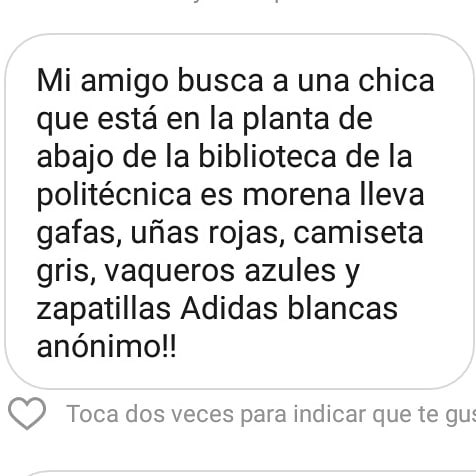 Mi amigo busca a una chica
que está en la planta de
abajo de la biblioteca de la
politécnica es morena lleva
gafas, uñas rojas, camiseta
gris, vaqueros azules y
zapatillas Adidas blancas
anónimo!!
Toca dos veces para indicar que te gus